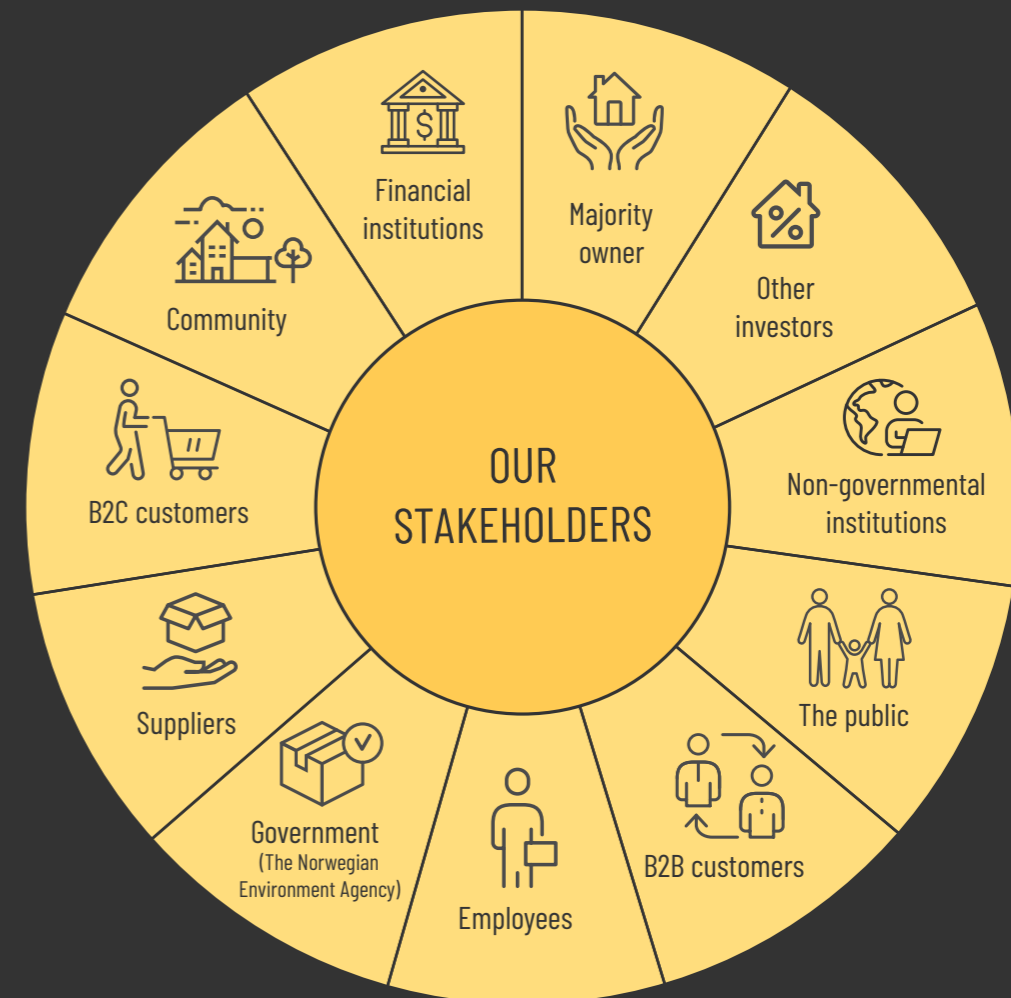 OUR
STAKEHOLDERS
Majority
owner
Other
investors
Non-governmental
institutions
The public
B2B customers
Employees
Government
(The Norwegian
Environment Agency)
Suppliers
B2C customers
Community
Financial
institutions
$
%